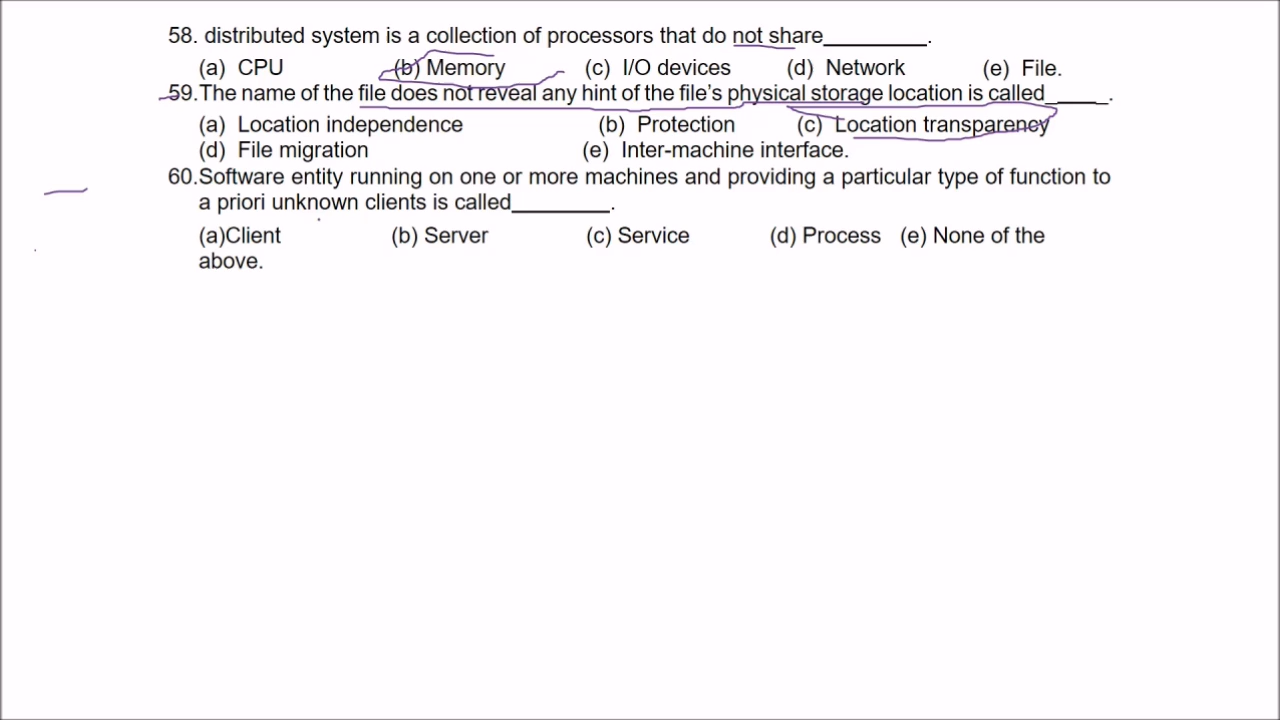 58. distributed system is a collection of processors that do not share_________.
(a) CPU (b) Memory (c) I/O devices (d) Network (e) File.
59.The name of the file does not reveal any hint of the file's physical storage location is called_____.
(a) Location independence (b) Protection (c) Location transparency
(d) File migration (e) Inter-machine interface.
60.Software entity running on one or more machines and providing a particular type of function to
a priori unknown clients is called________.
(a)Client (b) Server (c) Service (d) Process (e) None of the
above.